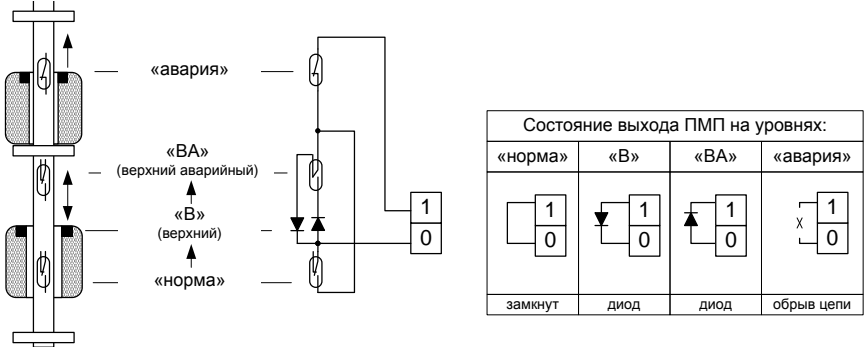 «авария»
«ВА»
(верхний аварийный)
«В»
(верхний)
«норма»
1
0
Состояние выхода ПМП на уровнях:
«норма» «В» «ВА» «авария»
1 1 1 1
0 0 0 0
замкнут диод диод обрыв цепи